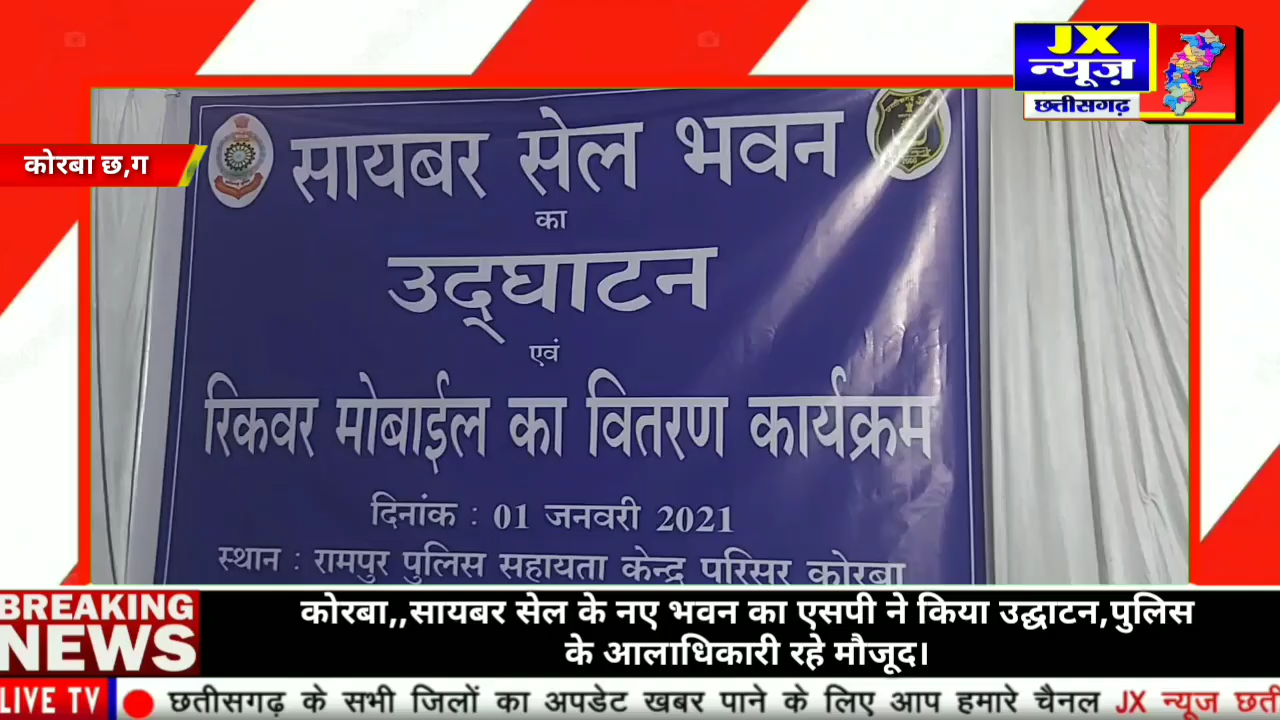 JX
न्यूज़
छत्तीसगढ़
कोरबा छ,ग
सायबर सेल भवन
का
उद्घाटन
एवं
रिकवर मोबाईल का वितरण कार्यक्रम
दिनांक : 01 जनवरी 2021
स्थान : रामपुर पुलिस सहायता केन्द्र परिसर कोरबा
BREAKING
NEWS
कोरबा,,सायबर सेल के नए भवन का एसपी ने किया उद्घाटन,पुलिस
के आलाधिकारी रहे मौजूद।
LIVE TV
छत्तीसगढ़ के सभी जिलों का अपडेट खबर पाने के लिए आप हमारे चैनल JX न्यूज़